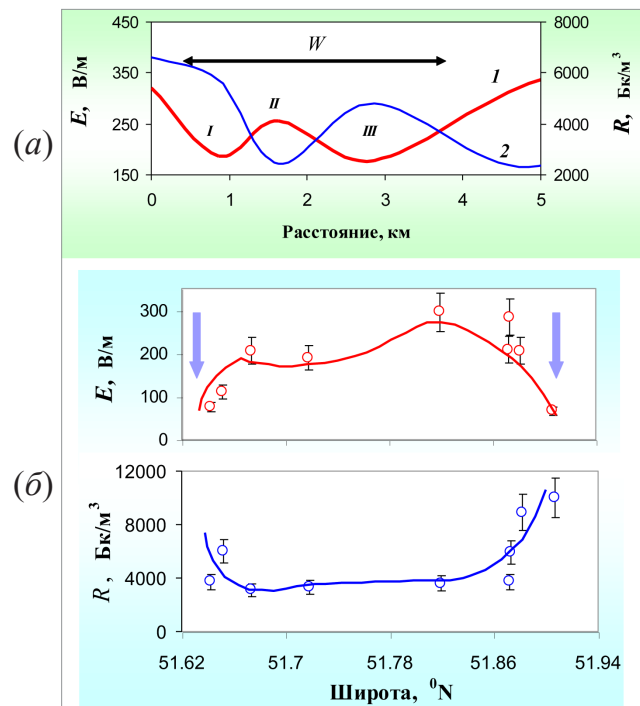 (а)
450
350
250
150
E, В/м
W
I
II
III
1
2
8000
6000
4000
2000
R, Бк/м³
0 1 2 3 4 5
Расстояние, км
(б)
300
200
100
0
E, В/м
12000
8000
4000
0
R, Бк/м³
51.62 51.7 51.78 51.86 51.94
Широта, ⁰N